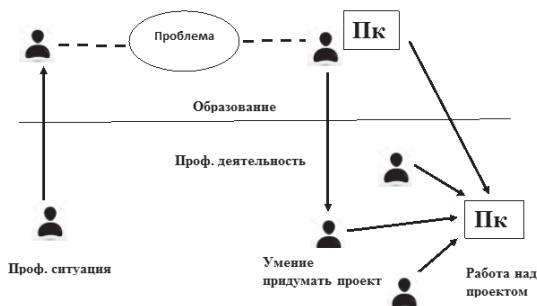 Проблема
Пк
Образование
Проф. деятельность
Пк
Проф. ситуация
Умение
придумать проект
Работа над
проектом